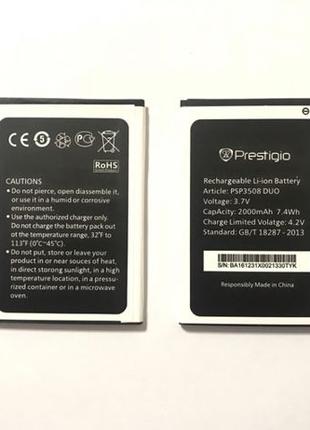 CE
5
RoHS
CAUTIONS
Do not pierce, open diassemble it,
or use it in a humid or corrosive
environment.
Use the authorized charger only.
Do not pack out battery charge out
of the temperature range, 32°F to
113°F (0°C~45°C).
Do not put, store or leave your
product in or near souces of heat,
in direct strong sunlight, in a high
temperature location, in a pressu-
rized container or in a microwave
oven.
Prestigio
Rechargeable Li-ion Battery
Article: PSP3508 DUO
Voltage: 3.7V
Capacity: 2000mAh 7.4Wh
Charge Limited Volatge: 4.2V
Standard: GB/T 18287 - 2013
S/N: BA161231X0021330TYK
Responsibly Made in China